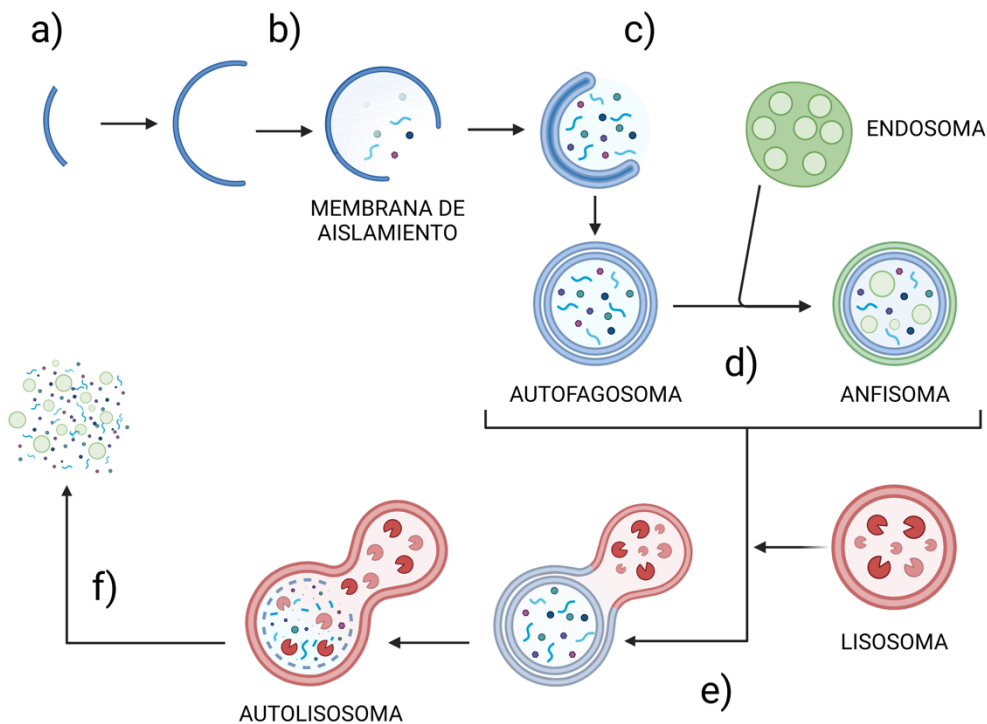 a)
b)
c)
ENDOSOMA
MEMBRANA DE
AISLAMIENTO
d)
AUTOFAGOSOMA
ANFISOMA
f)
LISOSOMA
e)
AUTOLISOSOMA